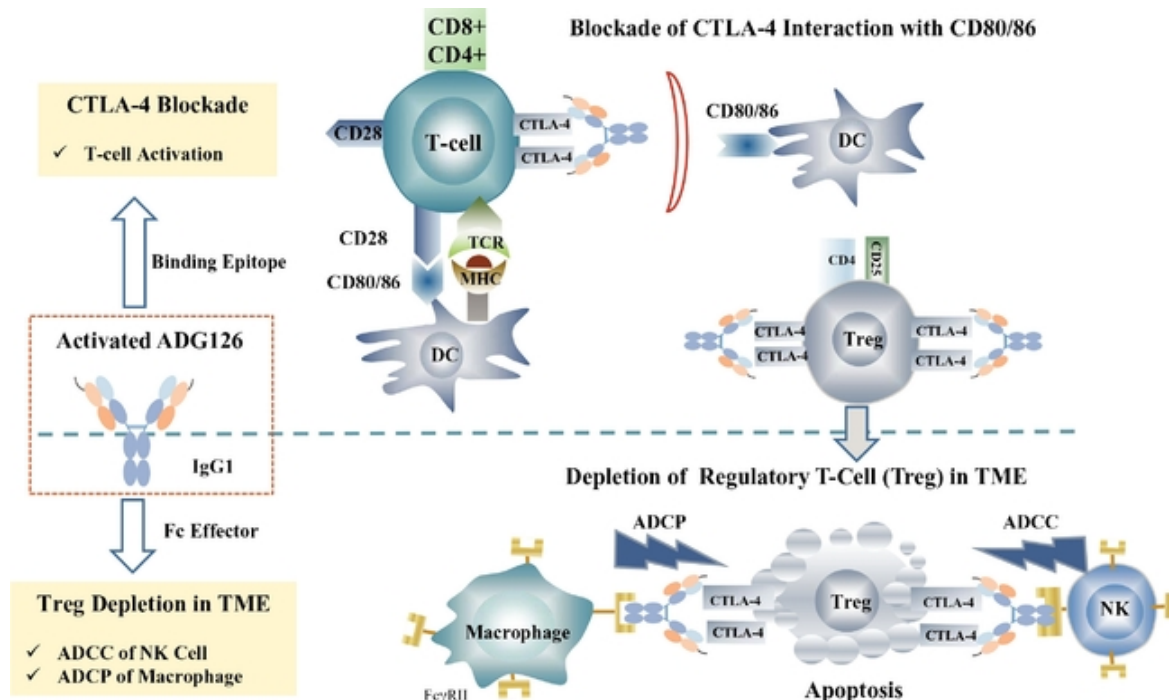 CD8+
CD4+
Blockade of CTLA-4 Interaction with CD80/86
CTLA-4 Blockade
✓ T-cell Activation
CD28
T-cell
CTLA-4
CTLA-4
CD80/86
DC
Binding Epitope
CD28
TCR
CD80/86
MHC
DC
CD4
CD25
CTLA-4
CTLA-4
Treg
CTLA-4
CTLA-4
Activated ADG126
IgG1
Fc Effector
Depletion of Regulatory T-Cell (Treg) in TME
ADCP
ADCC
Treg Depletion in TME
✓ ADCC of NK Cell
✓ ADCP of Macrophage
Macrophage
CTLA-4
CTLA-4
Treg
CTLA-4
CTLA-4
NK
FcγRII
Apoptosis